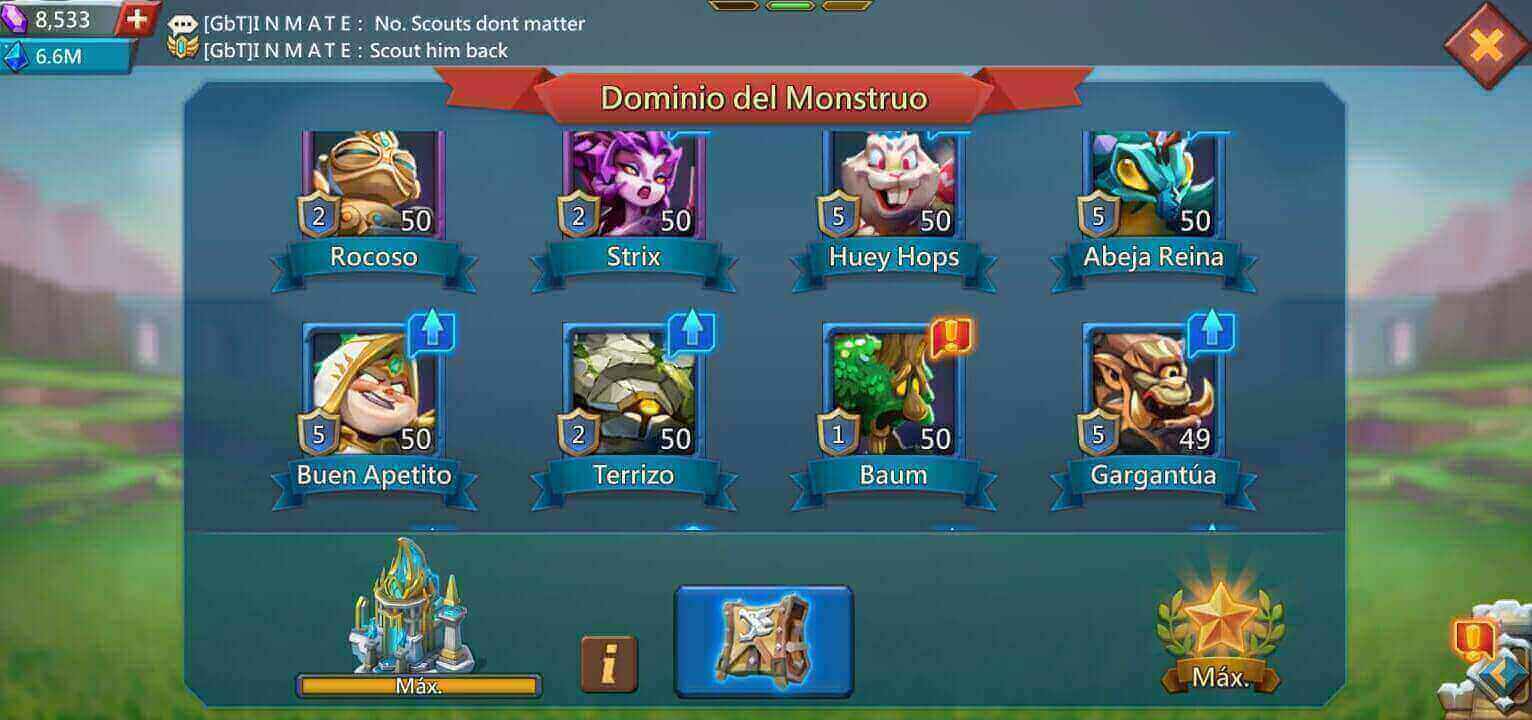 8,533
[GbT]I N M A T E : No. Scouts dont matter
6.6M
[GbT]I N M A T E : Scout him back
Dominio del Monstruo
2 50
2 50
5 50
5 50
Rocoso
Strix
Huey Hops
Abeja Reina
5 50
2 50
1 50
5 49
Buen Apetito
Terrizo
Baum
Gargantúa
Máx.
i
Máx.